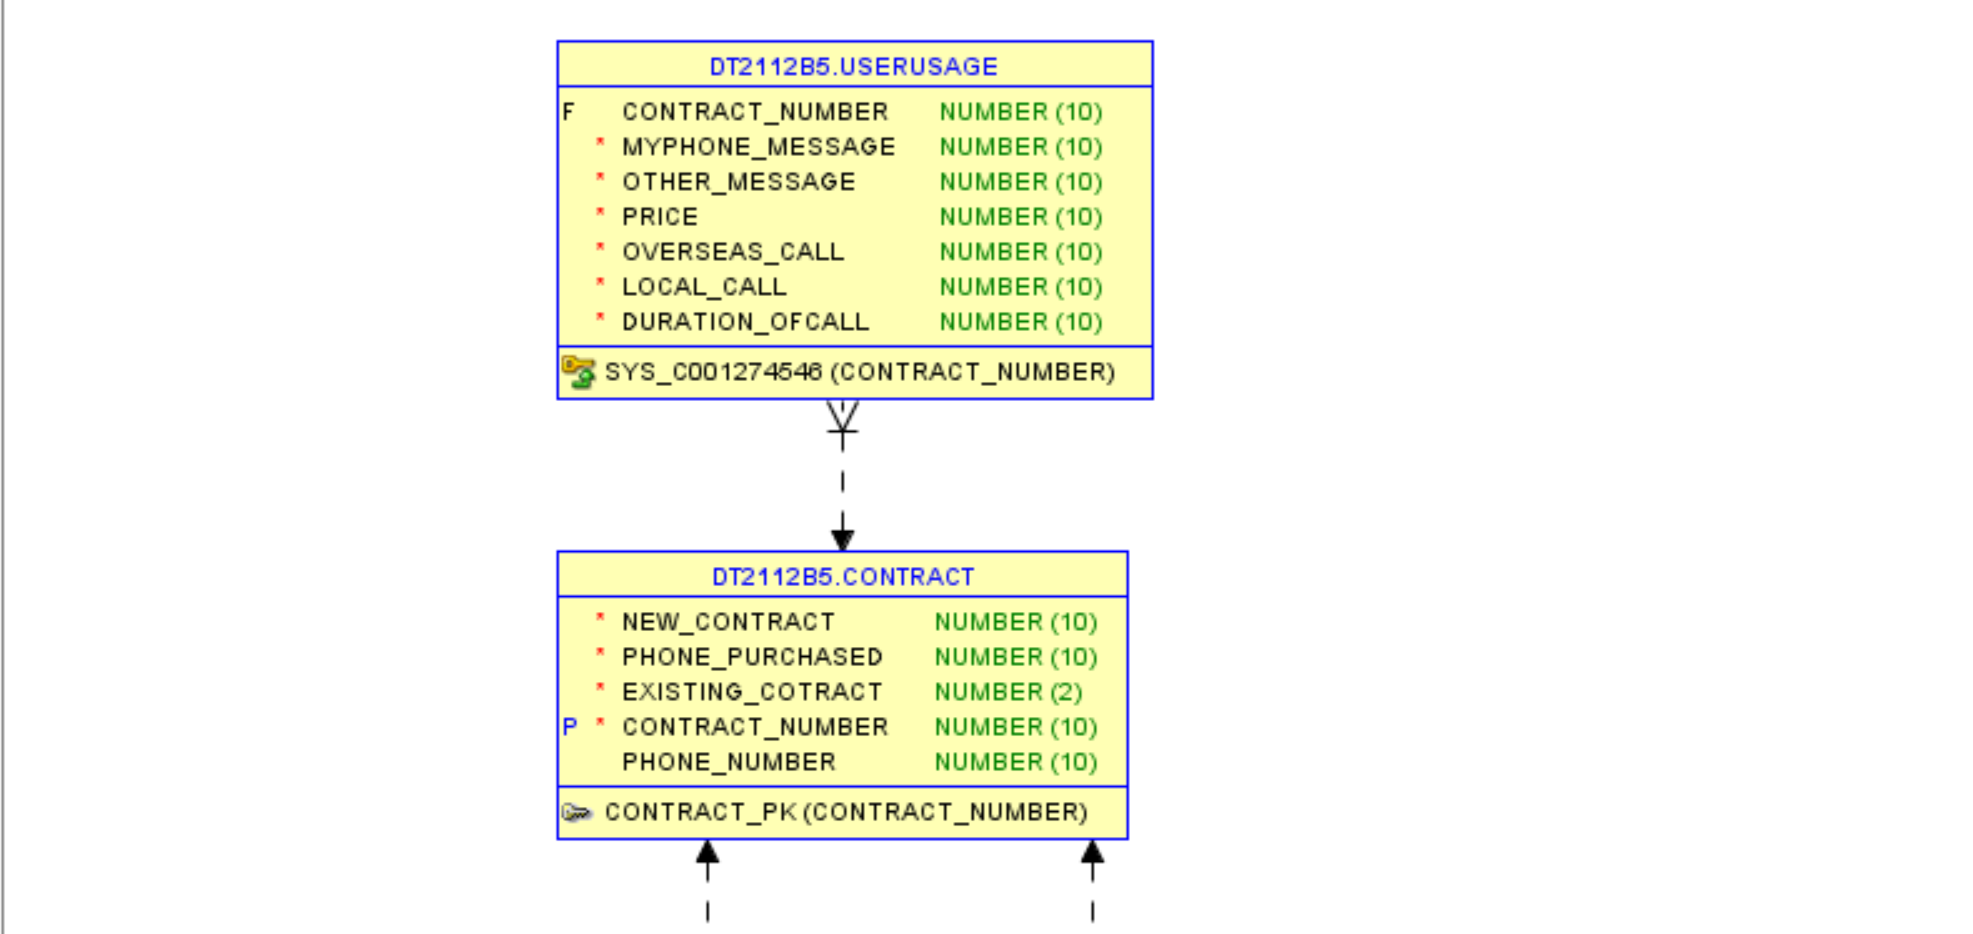 DT2112B5.USERUSAGE
F CONTRACT_NUMBER NUMBER (10)
* MYPHONE_MESSAGE NUMBER (10)
* OTHER_MESSAGE NUMBER (10)
* PRICE NUMBER (10)
* OVERSEAS_CALL NUMBER (10)
* LOCAL_CALL NUMBER (10)
* DURATION_OFCALL NUMBER (10)
SYS_C001274546 (CONTRACT_NUMBER)
DT2112B5.CONTRACT
* NEW_CONTRACT NUMBER (10)
* PHONE_PURCHASED NUMBER (10)
* EXISTING_COTRACT NUMBER (2)
P * CONTRACT_NUMBER NUMBER (10)
PHONE_NUMBER NUMBER (10)
CONTRACT_PK (CONTRACT_NUMBER)